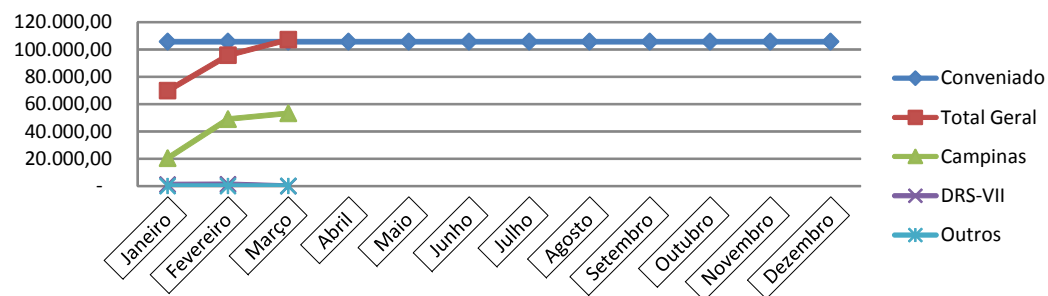 120.000,00
100.000,00
80.000,00
60.000,00
40.000,00
20.000,00
-
Janeiro
Fevereiro
Março
Abril
Maio
Junho
Julho
Agosto
Setembro
Outubro
Novembro
Dezembro
Conveniado
Total Geral
Campinas
DRS-VII
Outros